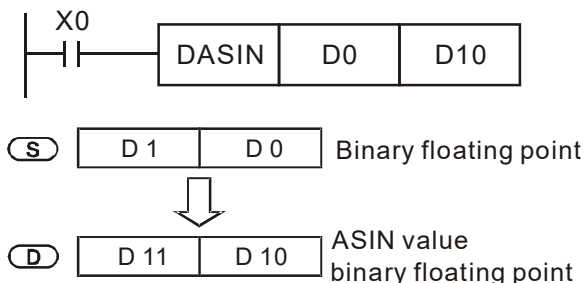 X0
DASIN D0 D10
S D 1 D 0 Binary floating point
D D 11 D 10 ASIN value
binary floating point